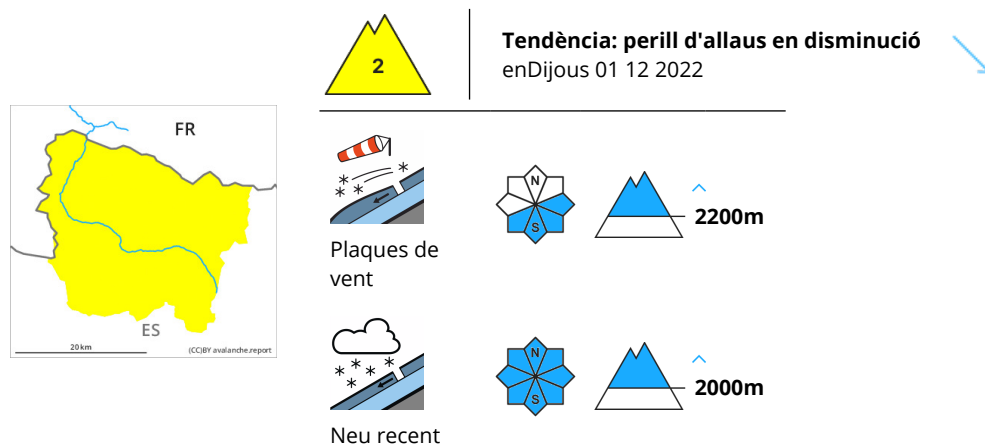 2
Tendència: perill d'allaus en disminució
enDijous 01 12 2022
FR
ES
20 km
(CC)BY avalanche.report
N
S
2200m
Plaques de
vent
N
S
2000m
Neu recent